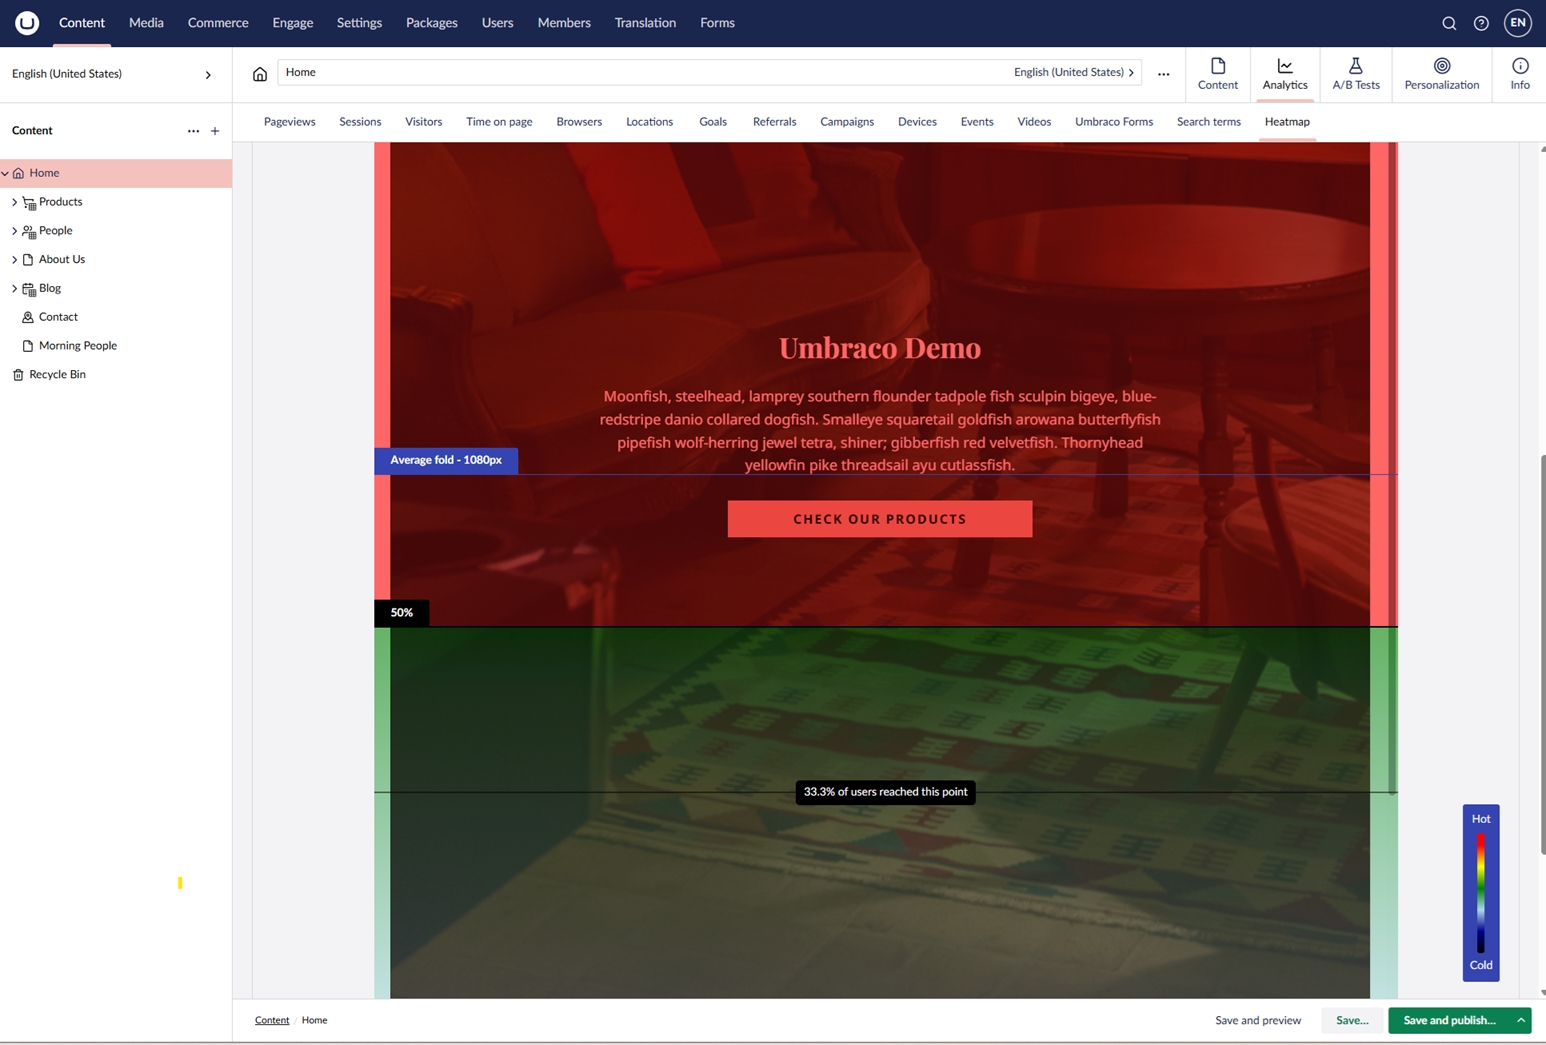 Content
Media
Commerce
Engage
Settings
Packages
Users
Members
Translation
Forms
EN
English (United States)
Home
English (United States)
...
Content
Analytics
A/B Tests
Personalization
Info
Content
Pageviews
Sessions
Visitors
Time on page
Browsers
Locations
Goals
Referrals
Campaigns
Devices
Events
Videos
Umbraco Forms
Search terms
Heatmap
Home
Products
People
About Us
Blog
Contact
Morning People
Recycle Bin
Umbraco Demo
Moonfish, steelhead, lamprey southern flounder tadpole fish sculpin bigeye, blue-
redstripe danio collared dogfish. Smalleye squaretail goldfish arowana butterflyfish
pipefish wolf-herring jewel tetra, shiner; gibberfish red velvetfish. Thornyhead
yellowfin pike threadsail ayu cutlassfish.
Average fold - 1080px
CHECK OUR PRODUCTS
50%
33.3% of users reached this point
Hot
Cold
Content / Home
Save and preview
Save...
Save and publish...